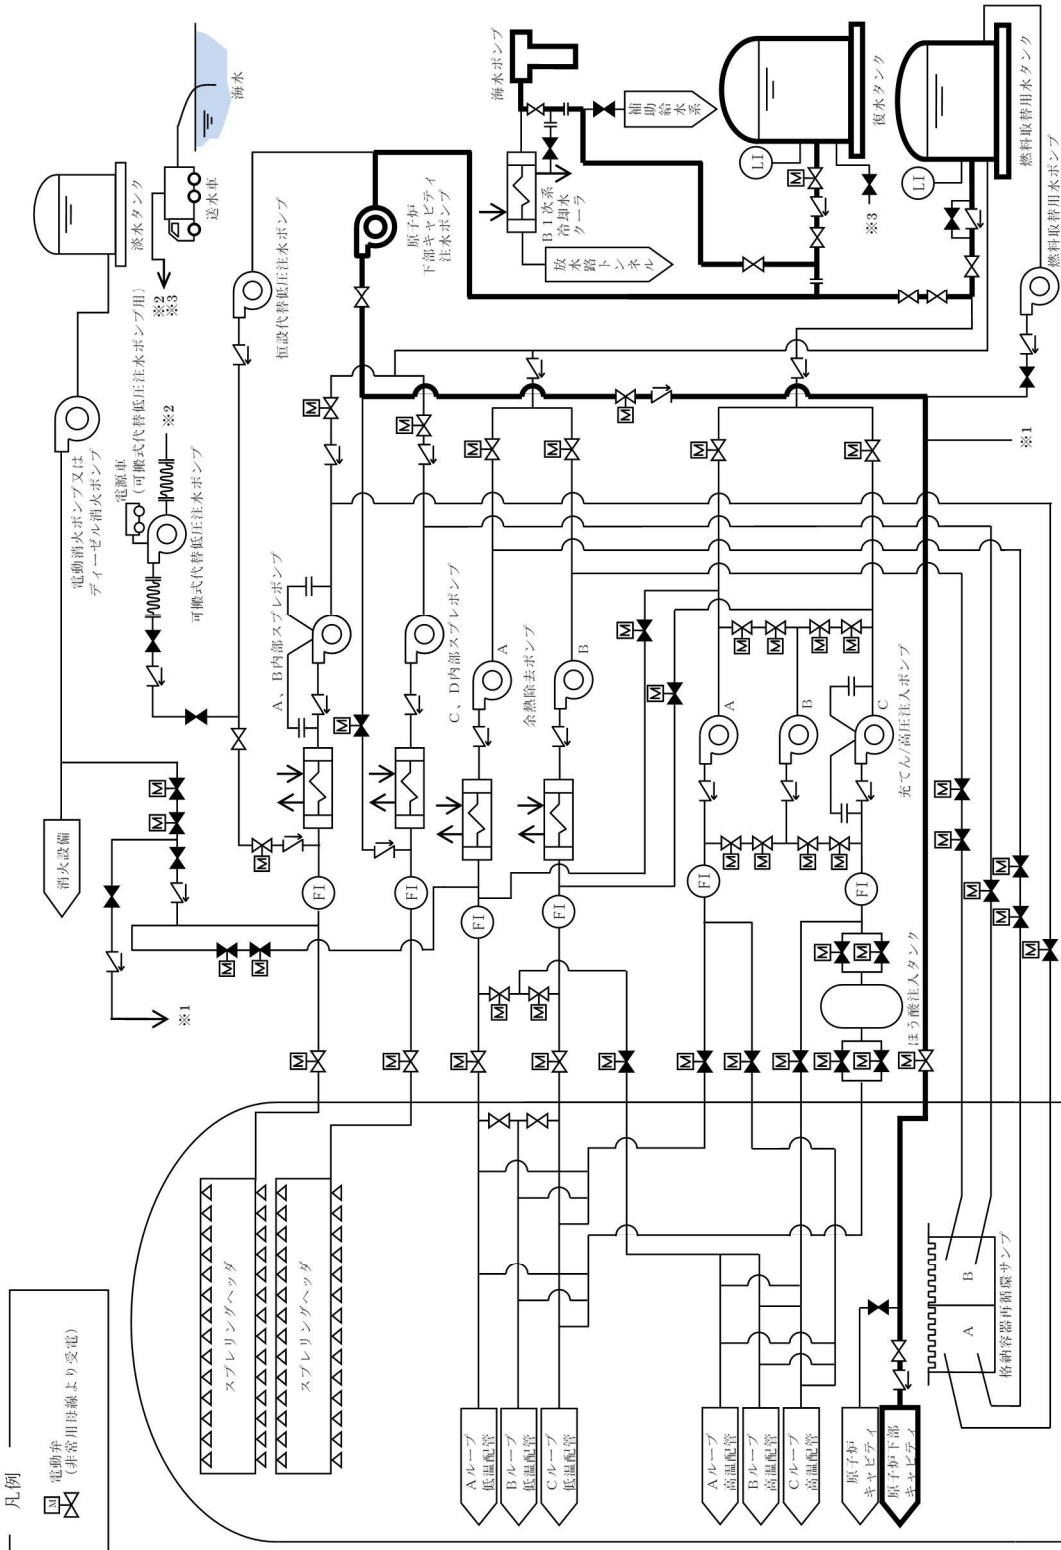 凡例
電動弁
(非常用母線より受電)
M
消火設備
電動消火ポンプ又は
ディーゼル消火ポンプ
淡水タンク
電源車
(可搬式代替低圧注水ポンプ用)
可搬式代替低圧注水ポンプ
※2
※2
※3
送水車
海水
※1
恒設代替低圧注水ポンプ
原子炉
下部キャビティ
注水ポンプ
海水ポンプ
補助
給水
系
B1次系
冷却水
クーラ
放水
路トンネル
復水タンク
LI
※3
燃料取替用水タンク
LI
燃料取替用水ポンプ
※1
A、B内部スプレポンプ
C、D内部スプレポンプ
余熱除去ポンプ
A
B
充てん/高圧注入ポンプ
A
B
C
FI
FI
FI
FI
FI
FI
ほう酸注入タンク
スプレリングヘッダ
スプレリングヘッダ
Aループ
低温配管
Bループ
低温配管
Cループ
低温配管
Aループ
高温配管
Bループ
高温配管
Cループ
高温配管
原子炉
キャビティ
原子炉下部
キャビティ
A
B
格納容器再循環サンプ